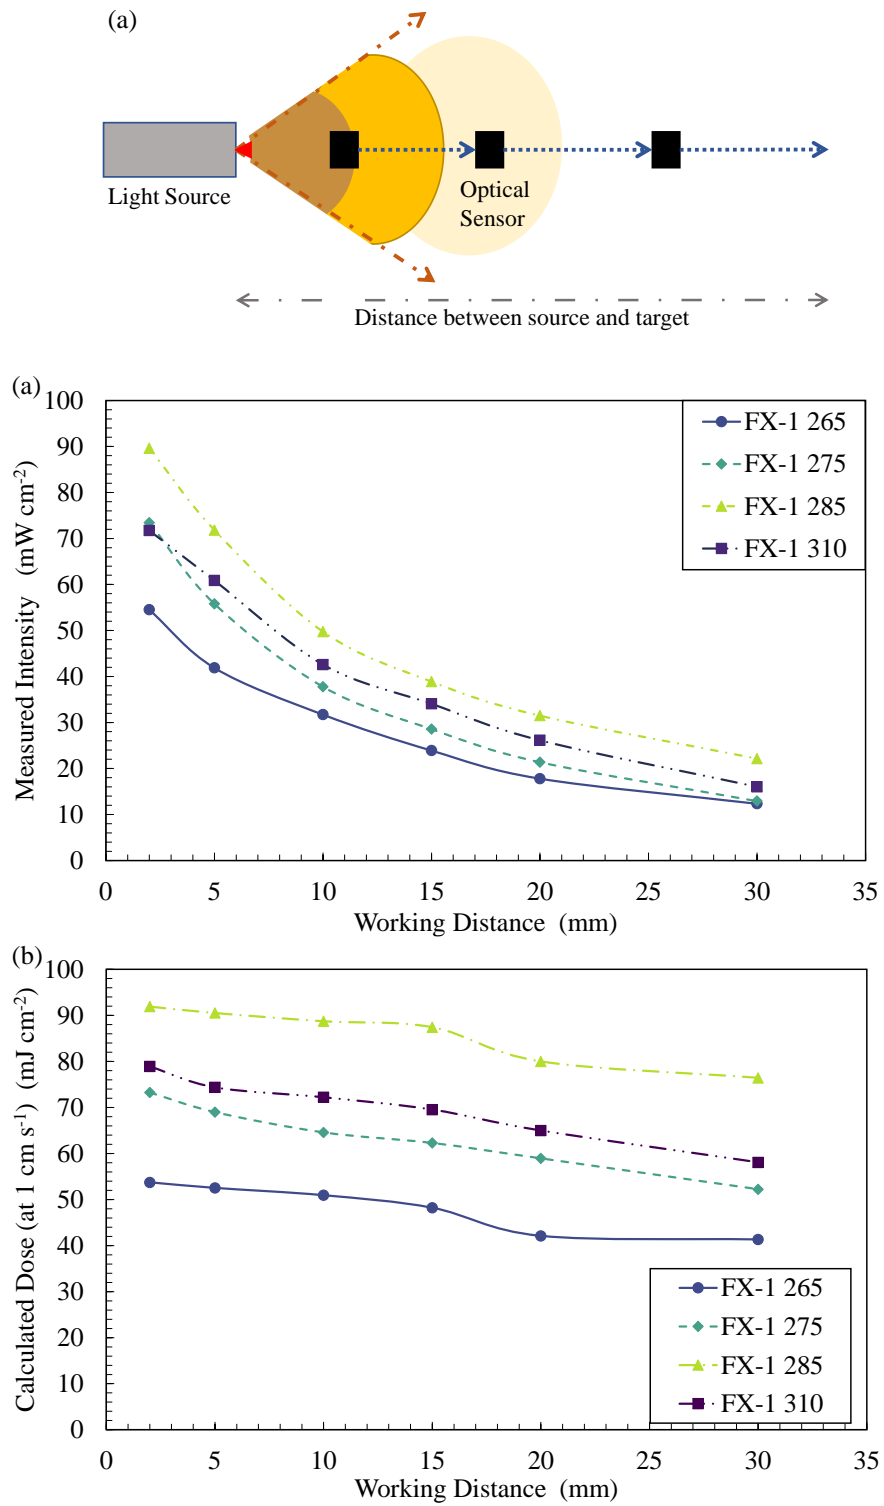 (a)
Light Source
Optical
Sensor
Distance between source and target
(a)
Measured Intensity (mW cm-2)
100
90
80
70
60
50
40
30
20
10
0
0 5 10 15 20 25 30 35
Working Distance (mm)
FX-1 265
FX-1 275
FX-1 285
FX-1 310
(b)
Calculated Dose (at 1 cm s-1) (mJ cm-2)
100
90
80
70
60
50
40
30
20
10
0
0 5 10 15 20 25 30 35
Working Distance (mm)
FX-1 265
FX-1 275
FX-1 285
FX-1 310